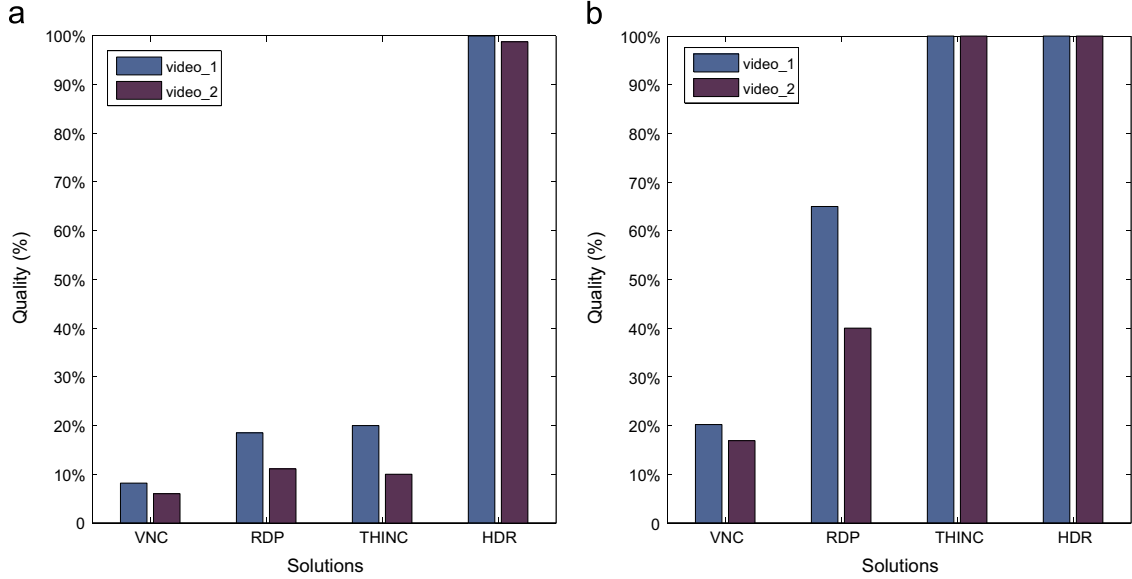 a
100%
90%
80%
70%
60%
50%
40%
30%
20%
10%
0
Quality (%)
video_1
video_2
VNC RDP THINC HDR
Solutions
b
100%
90%
80%
70%
60%
50%
40%
30%
20%
10%
0
Quality (%)
video_1
video_2
VNC RDP THINC HDR
Solutions